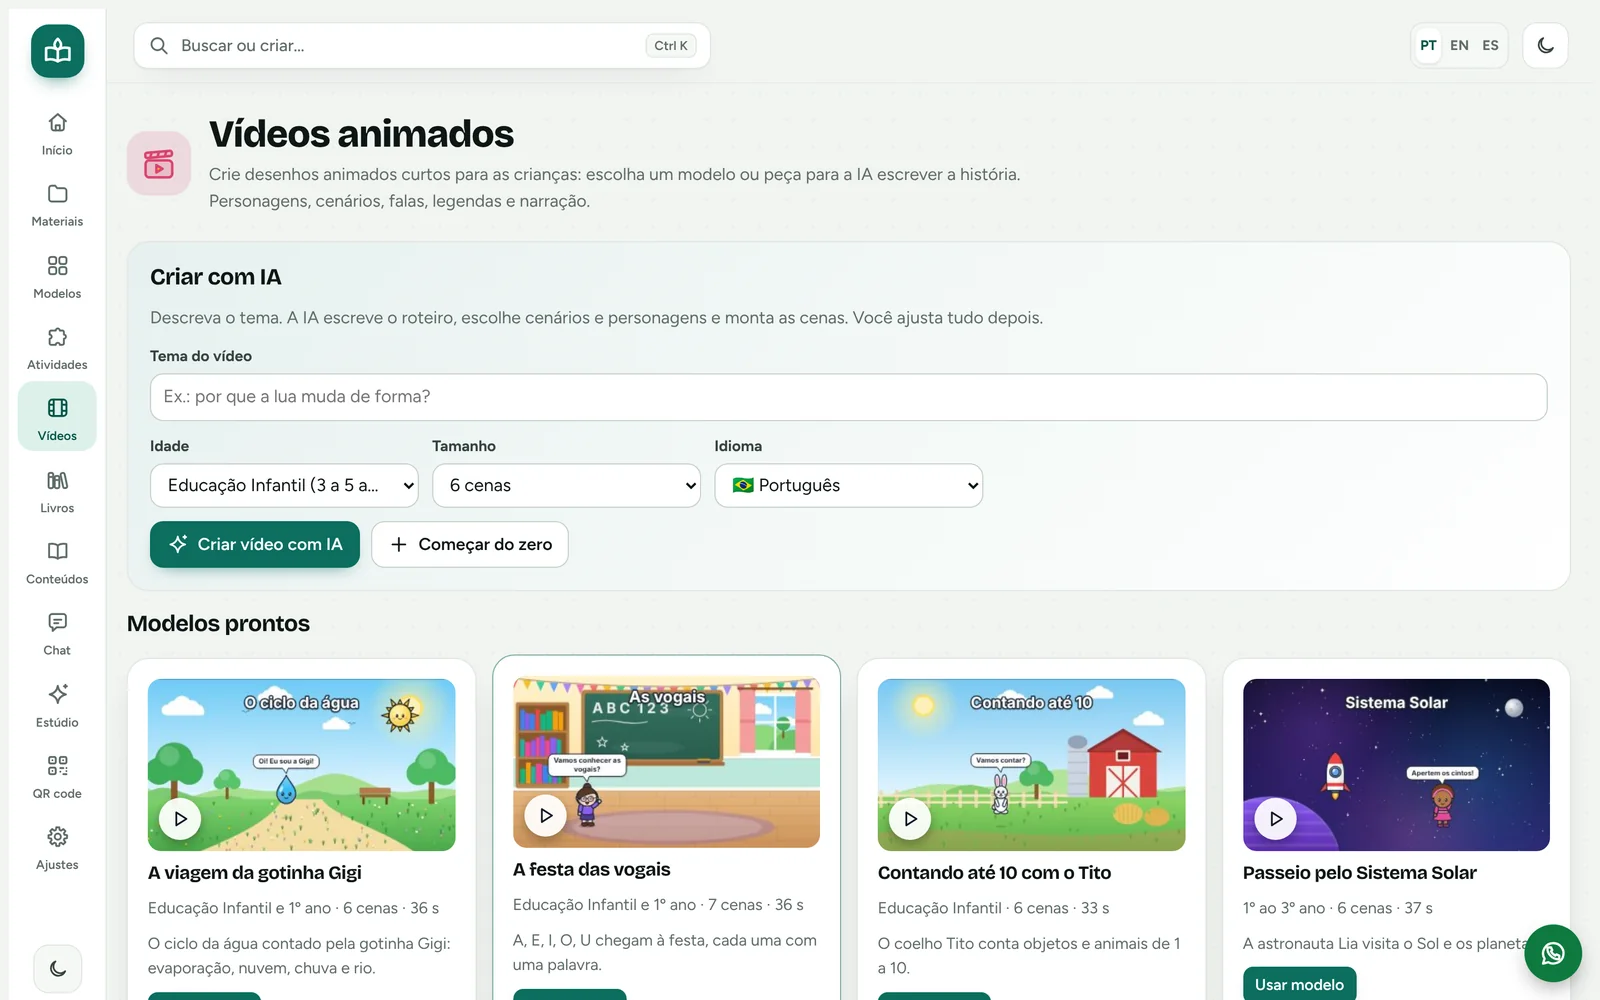 Buscar ou criar...
Ctrl K
PT EN ES
Início
Materiais
Modelos
Atividades
Vídeos
Livros
Conteúdos
Chat
Estúdio
QR code
Ajustes
Vídeos animados
Crie desenhos animados curtos para as crianças: escolha um modelo ou peça para a IA escrever a história.
Personagens, cenários, falas, legendas e narração.
Criar com IA
Descreva o tema. A IA escreve o roteiro, escolhe cenários e personagens e monta as cenas. Você ajusta tudo depois.
Tema do vídeo
Ex.: por que a lua muda de forma?
Idade
Tamanho
Idioma
Educação Infantil (3 a 5 a...
6 cenas
Português
Criar vídeo com IA
Começar do zero
Modelos prontos
O ciclo da água
Oi! Eu sou a Gigi!
A viagem da gotinha Gigi
Educação Infantil e 1º ano · 6 cenas · 36 s
O ciclo da água contado pela gotinha Gigi:
evaporação, nuvem, chuva e rio.
As vogais
ABC 123
Vamos conhecer as
vogais?
A festa das vogais
Educação Infantil e 1º ano · 7 cenas · 36 s
A, E, I, O, U chegam à festa, cada uma com
uma palavra.
Contando até 10
Vamos contar?
Contando até 10 com o Tito
Educação Infantil · 6 cenas · 33 s
O coelho Tito conta objetos e animais de 1
a 10.
Sistema Solar
Apertem os cintos!
Passeio pelo Sistema Solar
1º ao 3º ano · 6 cenas · 37 s
A astronauta Lia visita o Sol e os planeta
Usar modelo